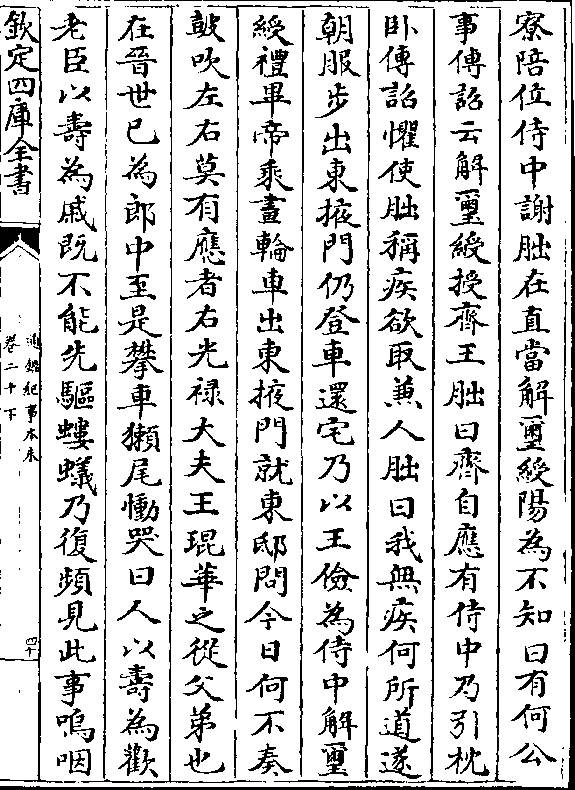 寮陪位侍中謝朏在直當解璽綬陽為不知曰有何公
事傳詔云解璽綬授齊王朏曰齊自應有侍中乃引枕
卧傳詔懼使朏稱疾欲取兼人朏曰我無疾何所道遂
朝服步出東掖門仍登車還宅乃以王儉為侍中解璽
綬禮畢帝乘畫輪車出東掖門就東邸問今日何不奏
鼓吹左右莫有應者右光禄大夫王琨華之從父弟也
在晉世已為郎中至是攀車獺尾慟哭曰人以壽為歡
老臣以壽為戚既不能先驅螻蟻乃復頻見此事嗚咽
欽定四庫全書
通鑑紀事本末
卷二十下
四十